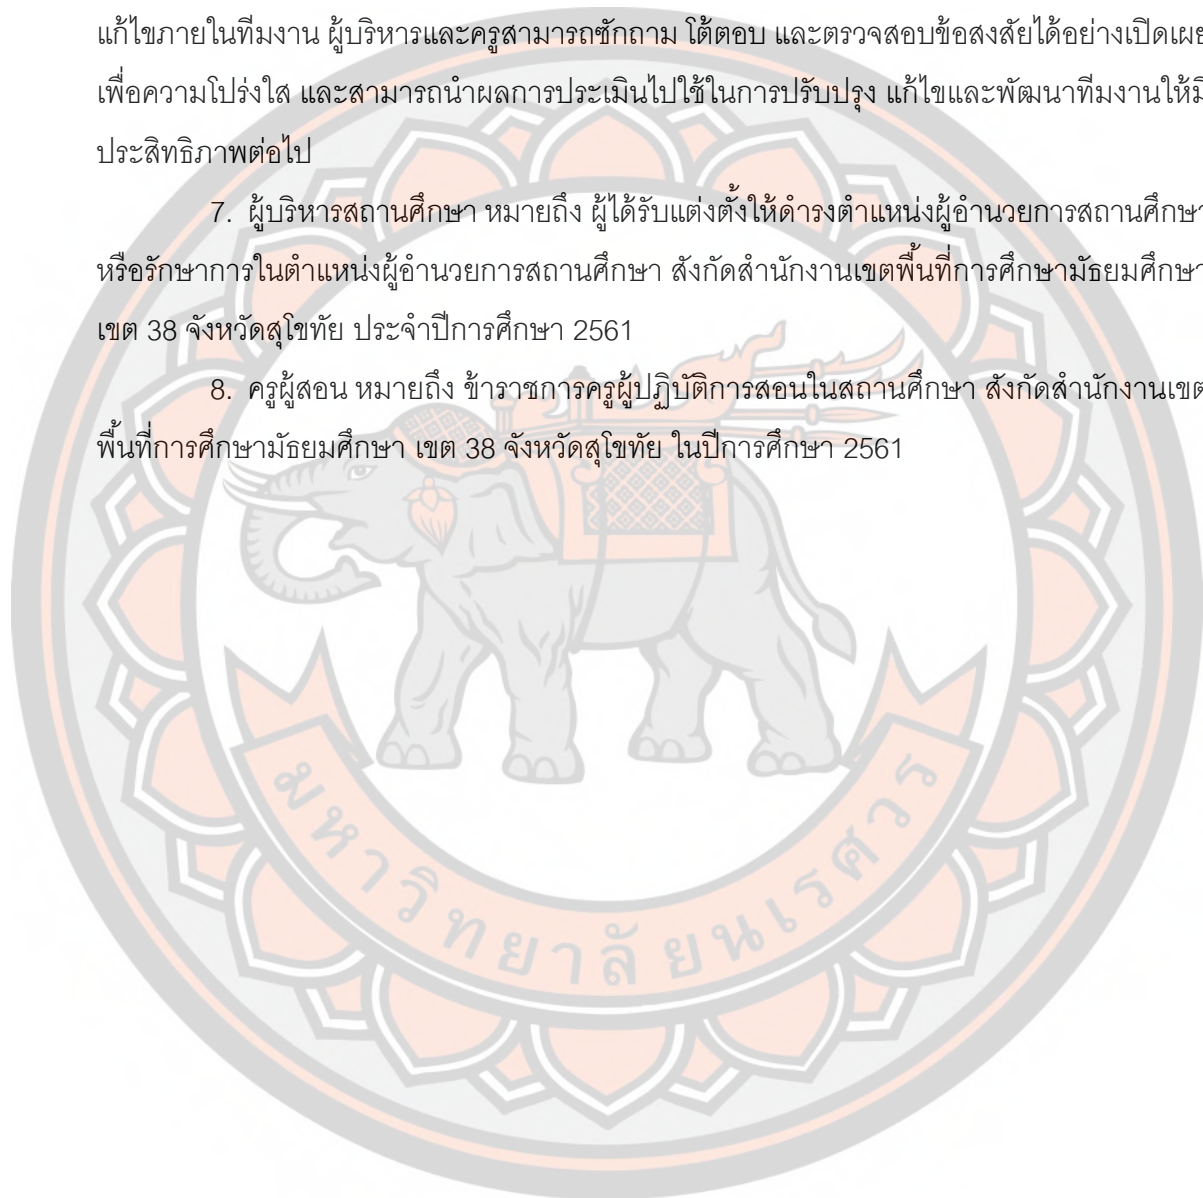 แก้ไขภายในทีมงาน ผู้บริหารและครูสามารถซักถาม โต้ตอบ และตรวจสอบข้อสงสัยได้อย่างเปิดเผย
เพื่อความโปร่งใส และสามารถนำผลการประเมินไปใช้ในการปรับปรุง แก้ไขและพัฒนาทีมงานให้มี
ประสิทธิภาพต่อไป
7. ผู้บริหารสถานศึกษา หมายถึง ผู้ได้รับแต่งตั้งให้ดำรงตำแหน่งผู้อำนวยการสถานศึกษา
หรือรักษาการในตำแหน่งผู้อำนวยการสถานศึกษา สังกัดสำนักงานเขตพื้นที่การศึกษามัธยมศึกษา
เขต 38 จังหวัดสุโขทัย ประจำปีการศึกษา 2561
8. ครูผู้สอน หมายถึง ข้าราชการครูผู้ปฏิบัติการสอนในสถานศึกษา สังกัดสำนักงานเขต
พื้นที่การศึกษามัธยมศึกษา เขต 38 จังหวัดสุโขทัย ในปีการศึกษา 2561
มหาวิทยาลัยนเรศวร